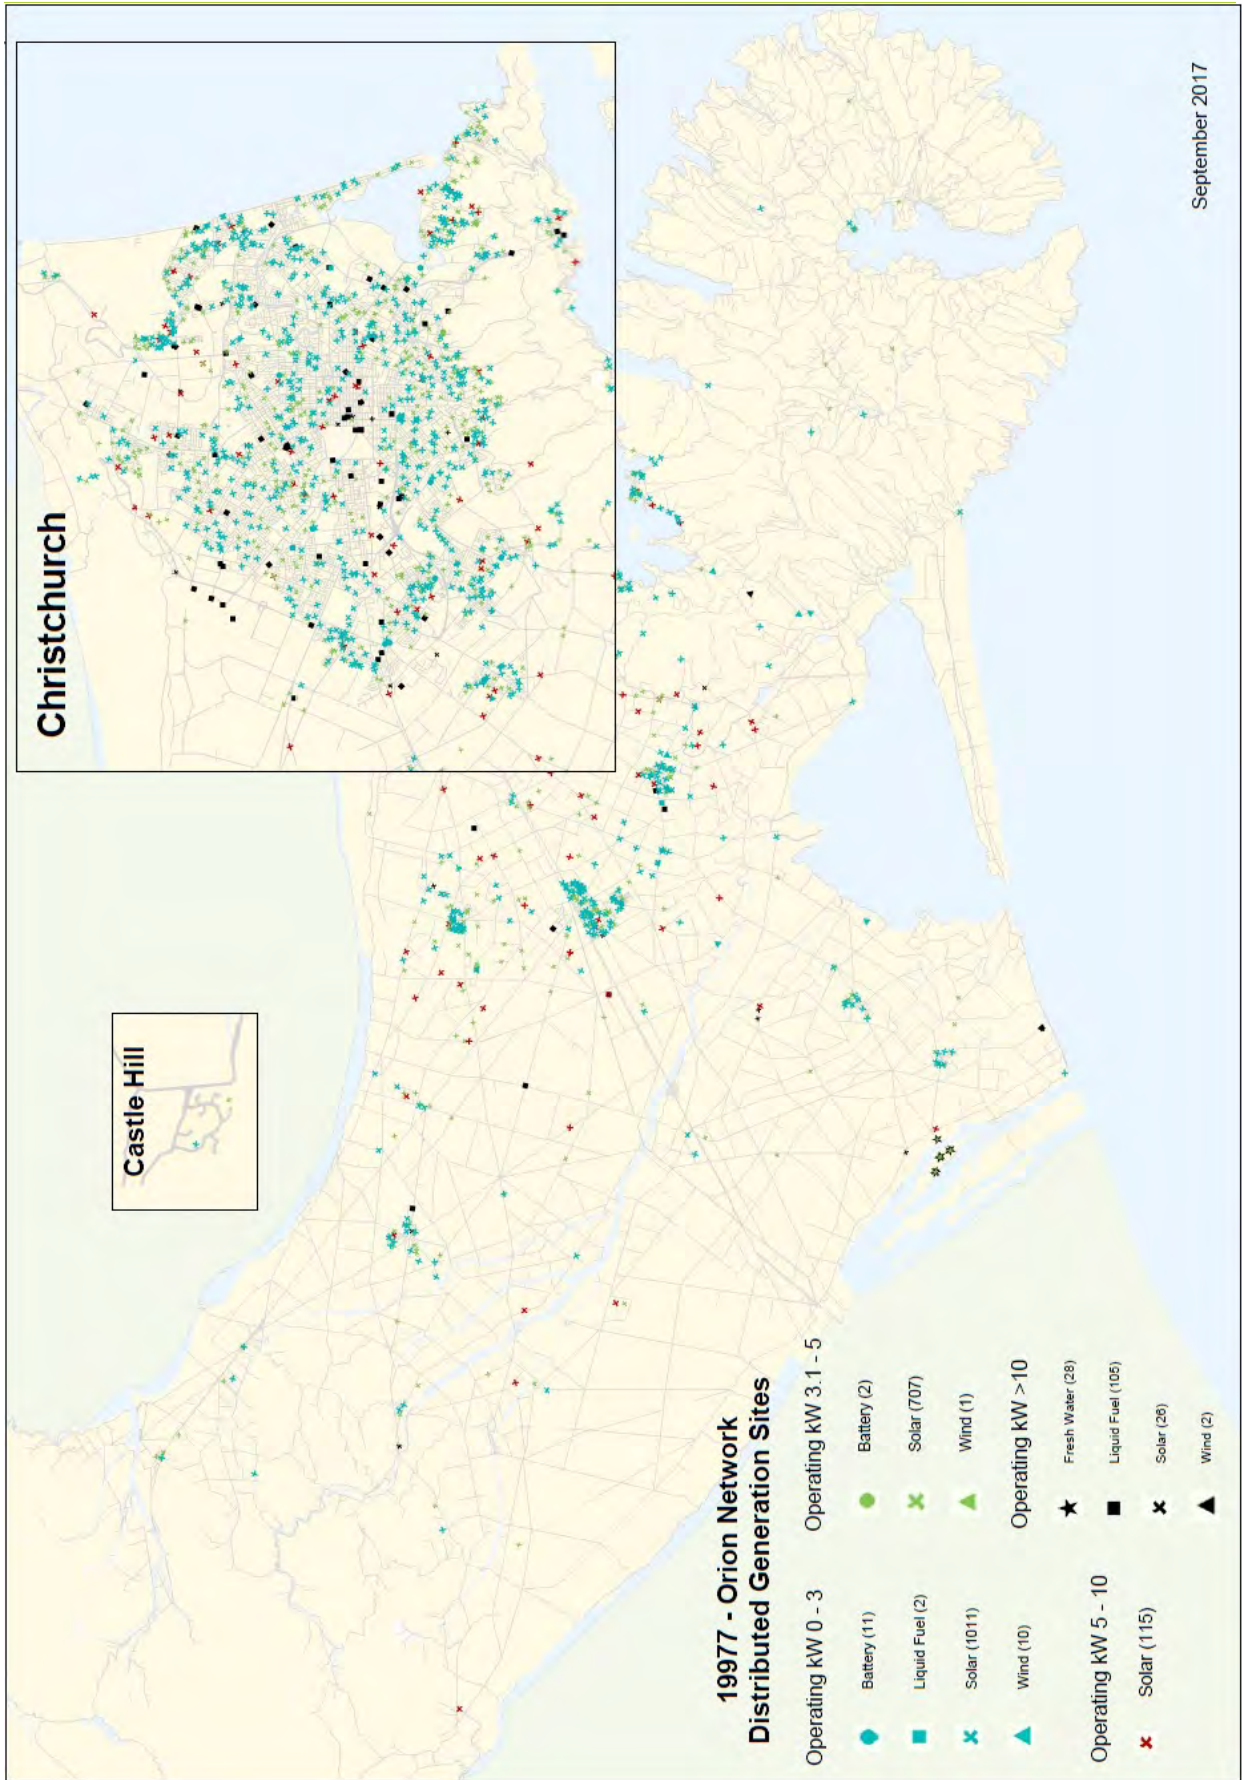 Christchurch
Castle Hill
September 2017
19977 - Orion Network
Distributed Generation Sites
Operating kW 0 - 3
Battery (11)
Liquid Fuel (2)
Solar (1011)
Wind (10)
Operating kW 5 - 10
Solar (115)
Operating kW 3.1 - 5
Battery (2)
Solar (707)
Wind (1)
Operating kW >10
Fresh Water (28)
Liquid Fuel (105)
Solar (26)
Wind (2)